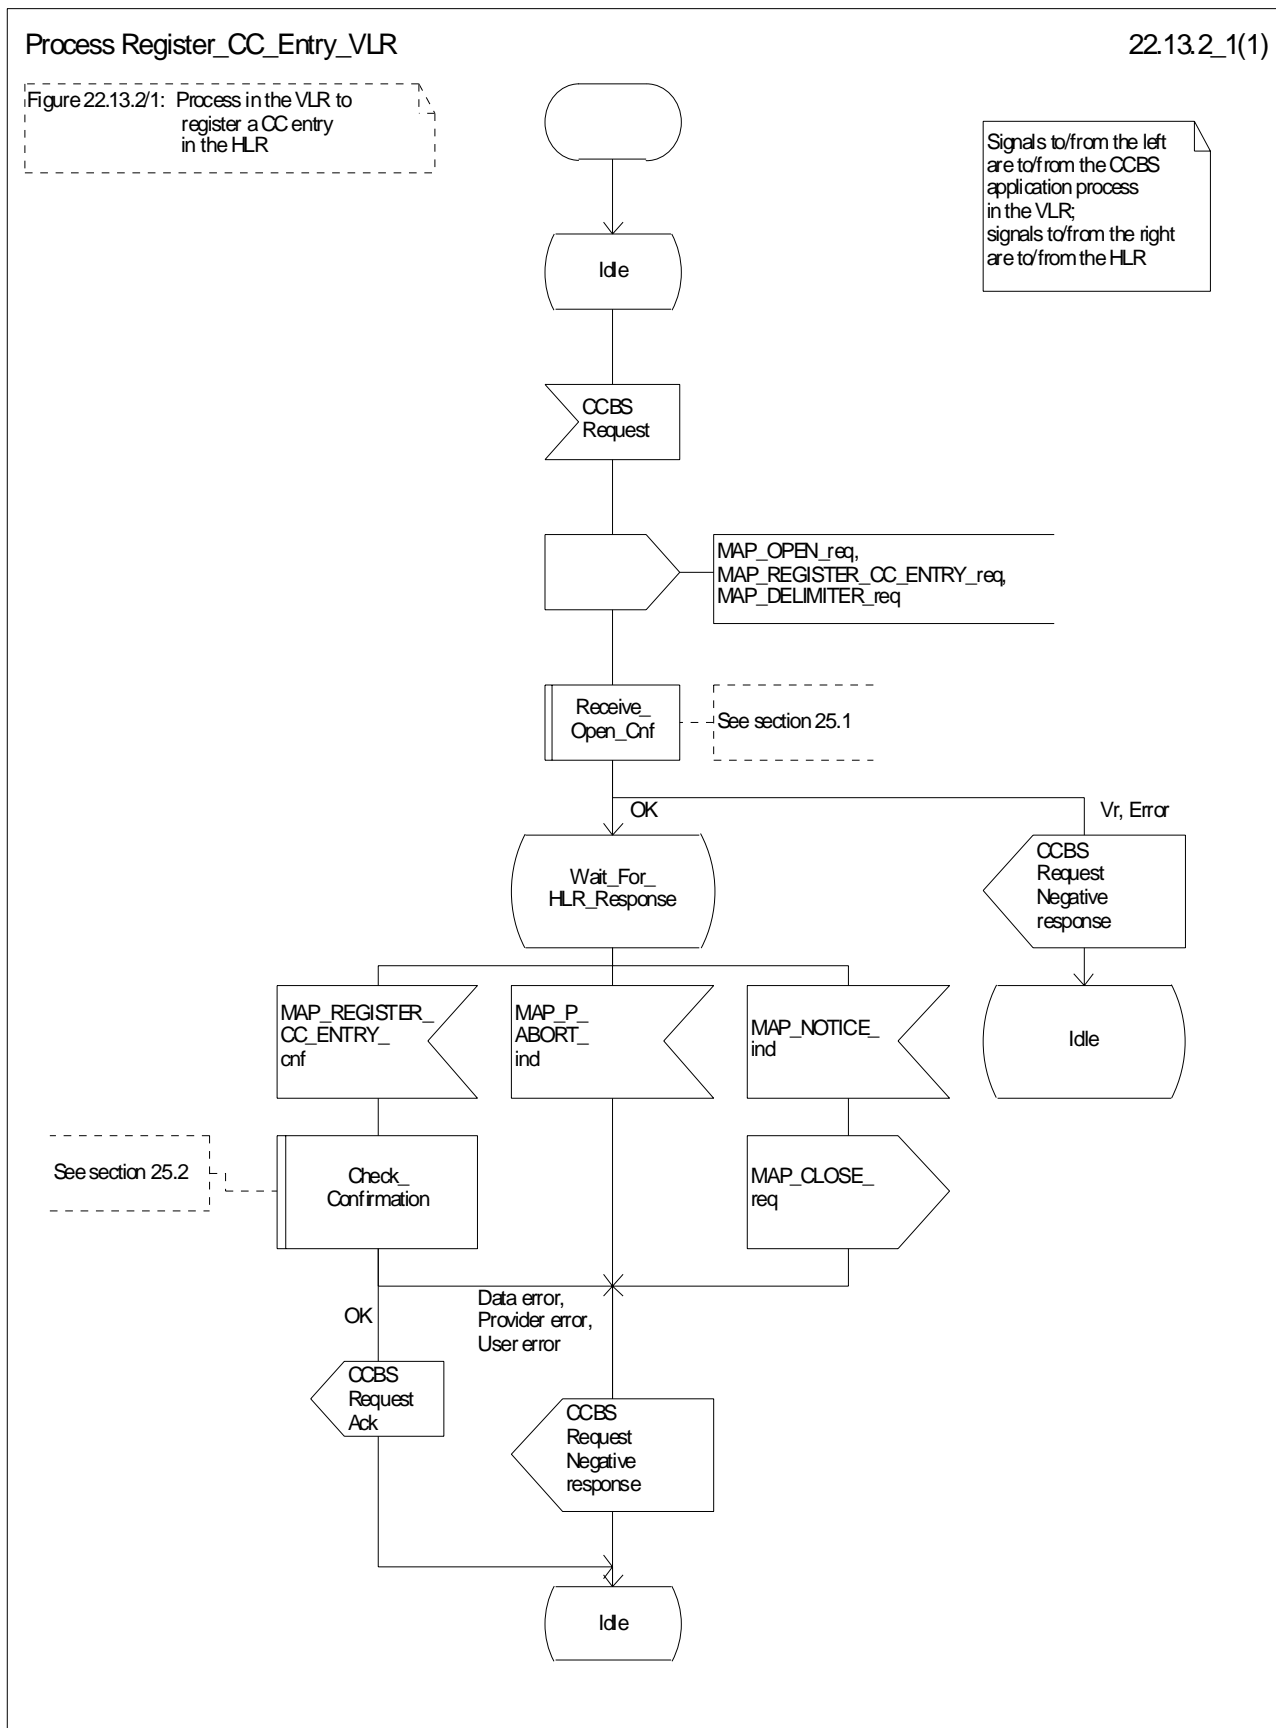 Process Register_CC_Entry_VLR
22.13.2_1(1)
Figure 22.13.2/1: Process in the VLR to
register a CC entry
in the HLR
Signals to/from the left
are to/from the CCBS
application process
in the VLR;
signals to/from the right
are to/from the HLR
Idle
CCBS
Request
MAP_OPEN_req,
MAP_REGISTER_CC_ENTRY_req,
MAP_DELIMITER_req
Receive_
Open_Cnf
See section 25.1
OK
Vr, Error
Wait_For_
HLR_Response
CCBS
Request
Negative
response
MAP_REGISTER_
CC_ENTRY_
cnf
MAP_P_
ABORT_
ind
MAP_NOTICE_
ind
Idle
See section 25.2
Check_
Confirmation
MAP_CLOSE_
req
OK
Data error,
Provider error,
User error
CCBS
Request
Ack
CCBS
Request
Negative
response
Idle